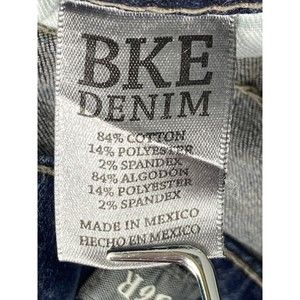 BKE
DENIM
84% COTTON
14% POLYESTER
2% SPANDEX
84% ALGODÓN
14% POLYESTER
2% SPANDEX
MADE IN MEXICO
HECHO EN MEXICO